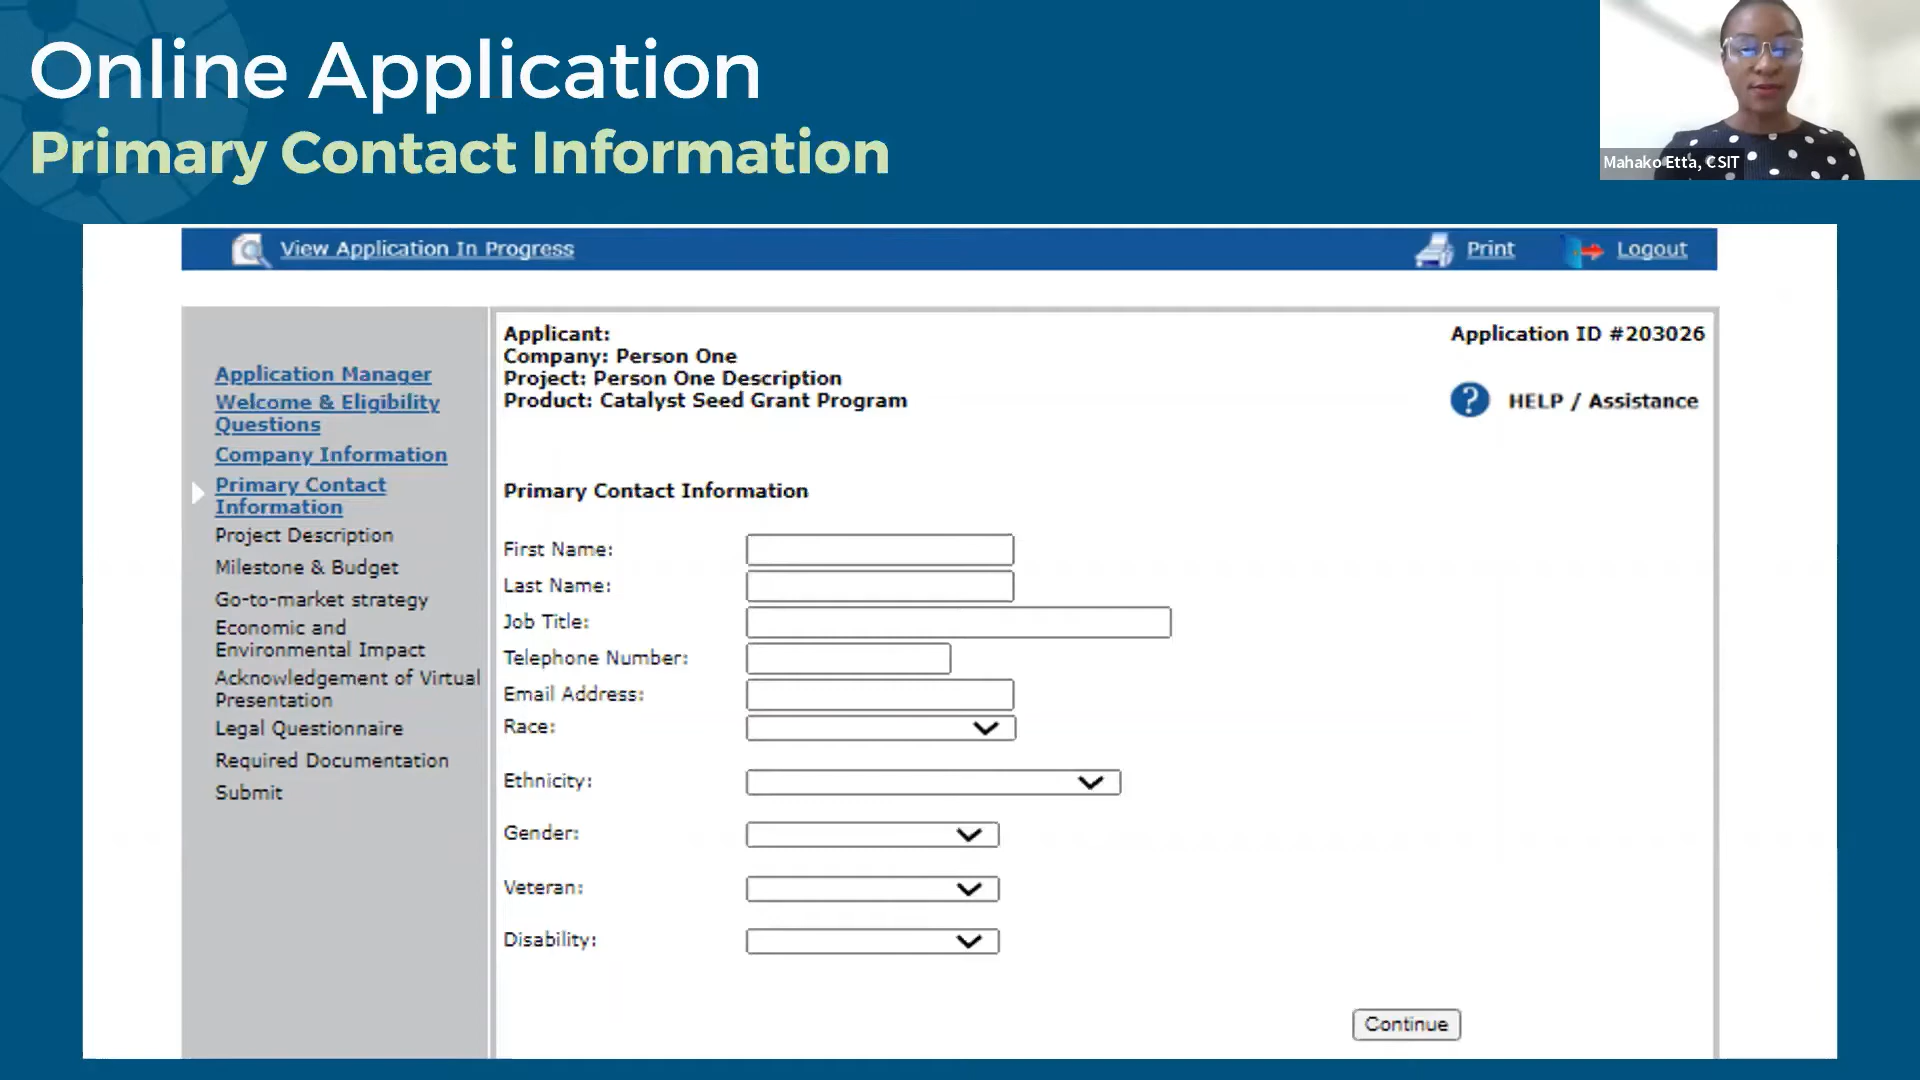 Online Application
Primary Contact Information
Mahako Etta, CSIT
View Application In Progress
Print
Logout
Application Manager
Welcome & Eligibility
Questions
Company Information
Primary Contact
Information
Project Description
Milestone & Budget
Go-to-market strategy
Economic and
Environmental Impact
Acknowledgement of Virtual
Presentation
Legal Questionnaire
Required Documentation
Submit
Applicant:
Company: Person One
Project: Person One Description
Product: Catalyst Seed Grant Program
Application ID #203026
? HELP / Assistance
Primary Contact Information
First Name:
Last Name:
Job Title:
Telephone Number:
Email Address:
Race:
Ethnicity:
Gender:
Veteran:
Disability:
Continue